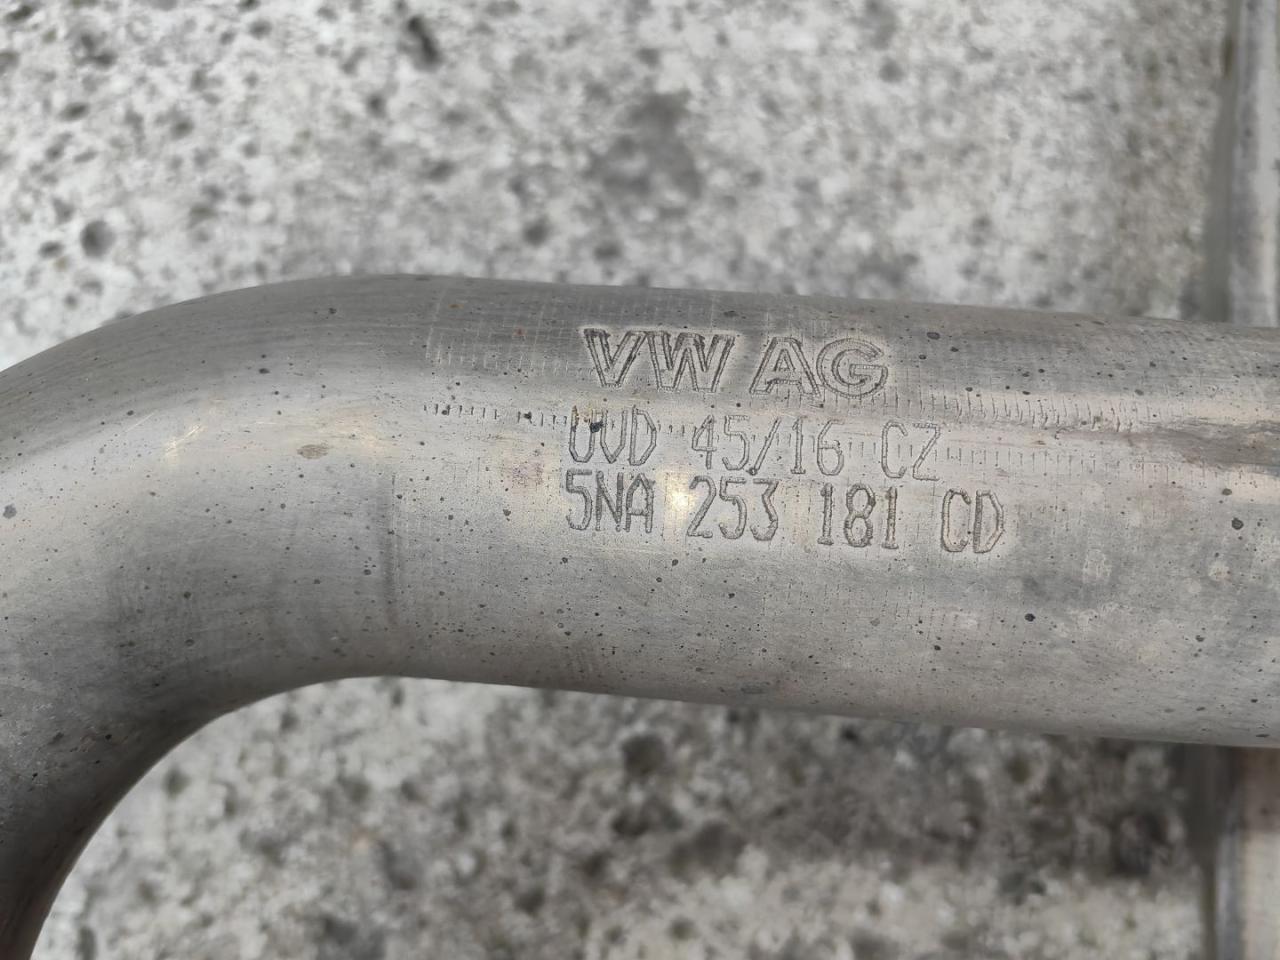 VW AG
UVD 45/16 CZ
5NA 253 181 CD